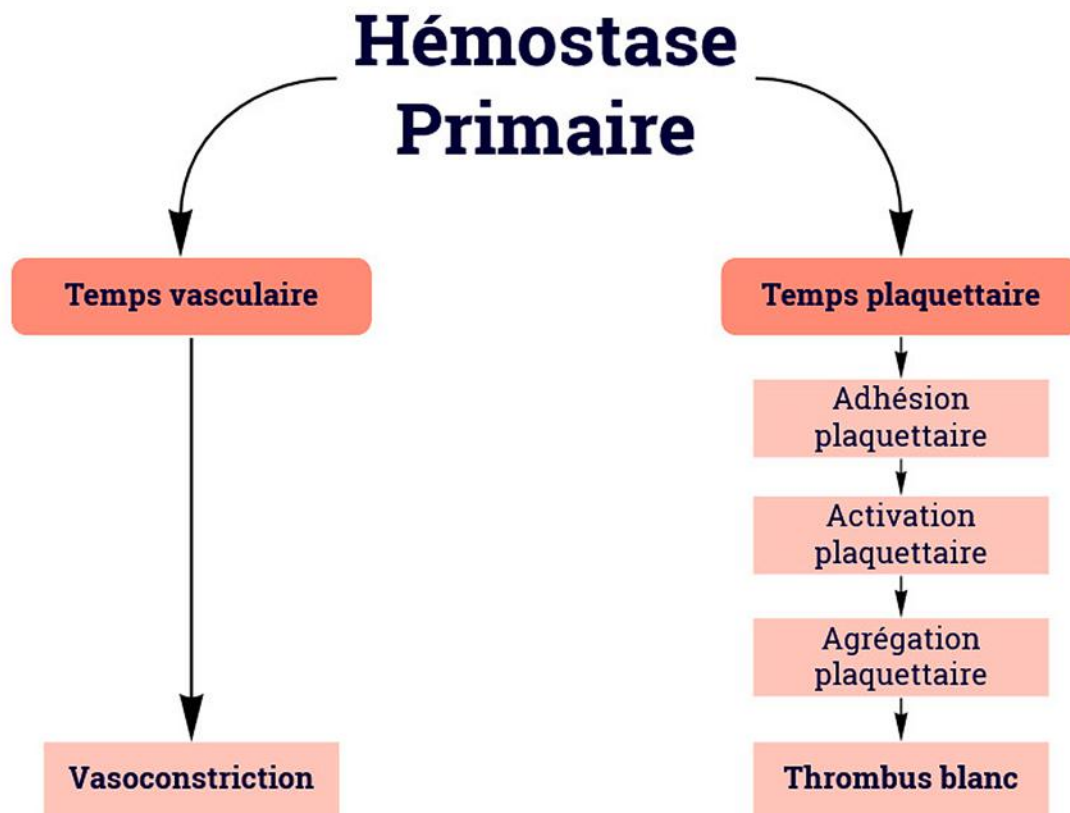 Hémostase
Primaire
Temps vasculaire
Temps plaquettaire
Adhésion
plaquettaire
Activation
plaquettaire
Agrégation
plaquettaire
Vasoconstriction
Thrombus blanc